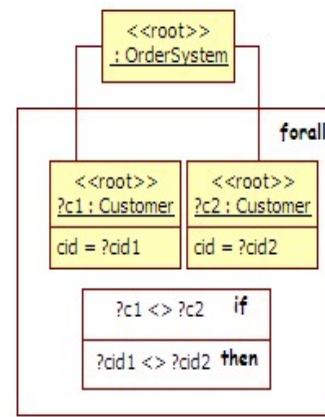 <<root>>
: OrderSystem
forall
<<root>>
?c1 : Customer
cid = ?cid1
<<root>>
?c2 : Customer
cid = ?cid2
?c1 <> ?c2 if
?cid1 <> ?cid2 then